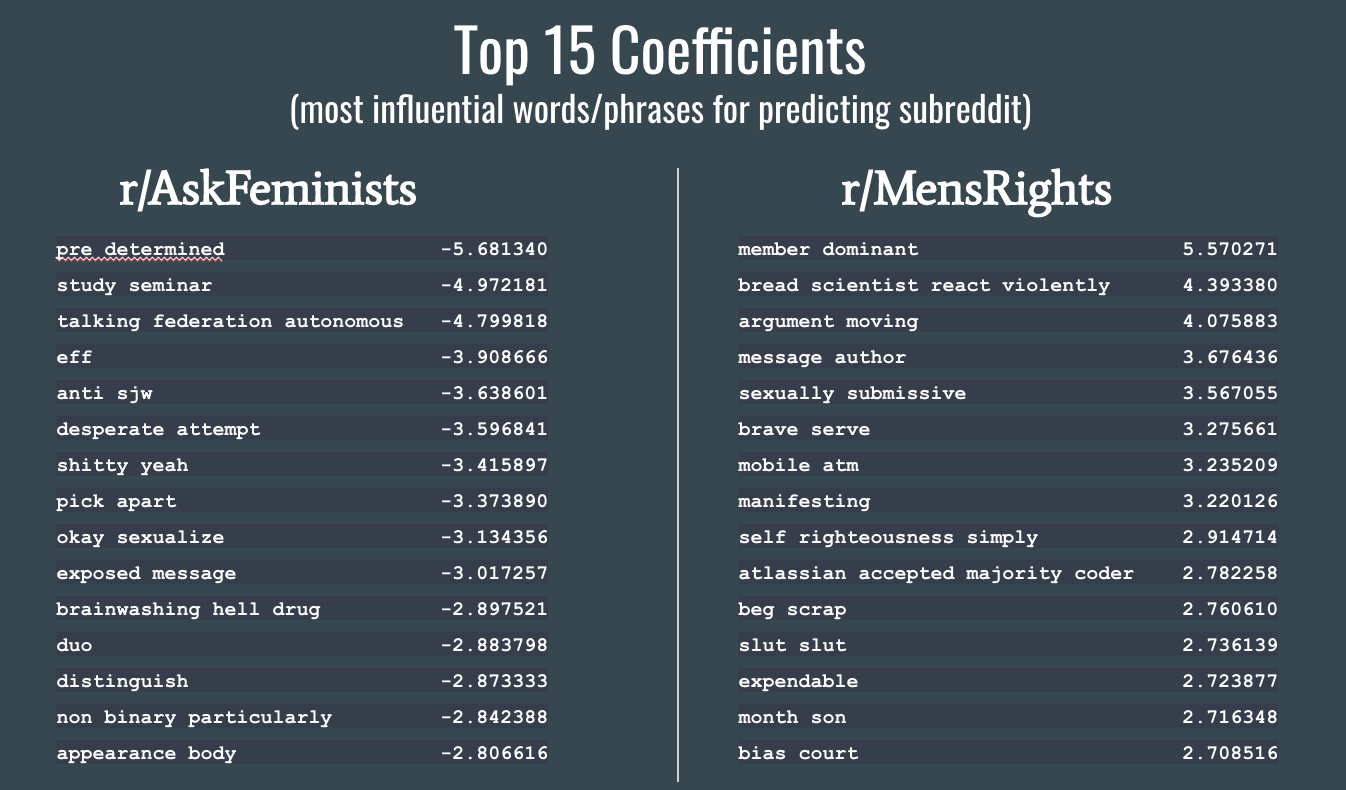 Top 15 Coefficients
(most influential words/phrases for predicting subreddit)
r/AskFeminists
pre determined -5.681340
study seminar -4.972181
talking federation autonomous -4.799818
eff -3.908666
anti sjw -3.638601
desperate attempt -3.596841
shitty yeah -3.415897
pick apart -3.373890
okay sexualize -3.134356
exposed message -3.017257
brainwashing hell drug -2.897521
duo -2.883798
distinguish -2.873333
non binary particularly -2.842388
appearance body -2.806616
r/MensRights
member dominant 5.570271
bread scientist react violently 4.393380
argument moving 4.075883
message author 3.676436
sexually submissive 3.567055
brave serve 3.275661
mobile atm 3.235209
manifesting 3.220126
self righteousness simply 2.914714
atlassian accepted majority coder 2.782258
beg scrap 2.760610
slut slut 2.736139
expendable 2.723877
month son 2.716348
bias court 2.708516